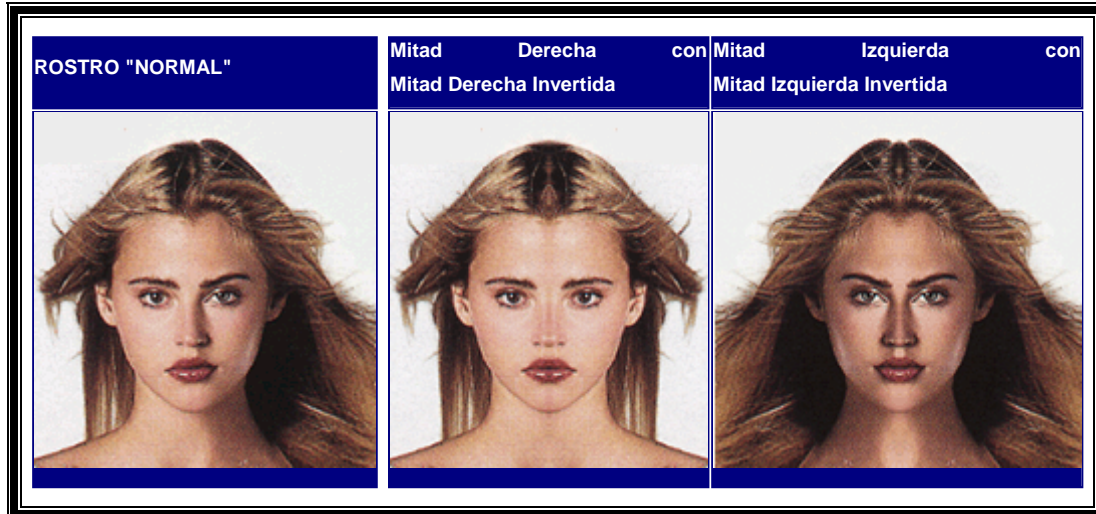 ROSTRO "NORMAL"
Mitad Derecha con
Mitad Derecha Invertida
Mitad Izquierda con
Mitad Izquierda Invertida